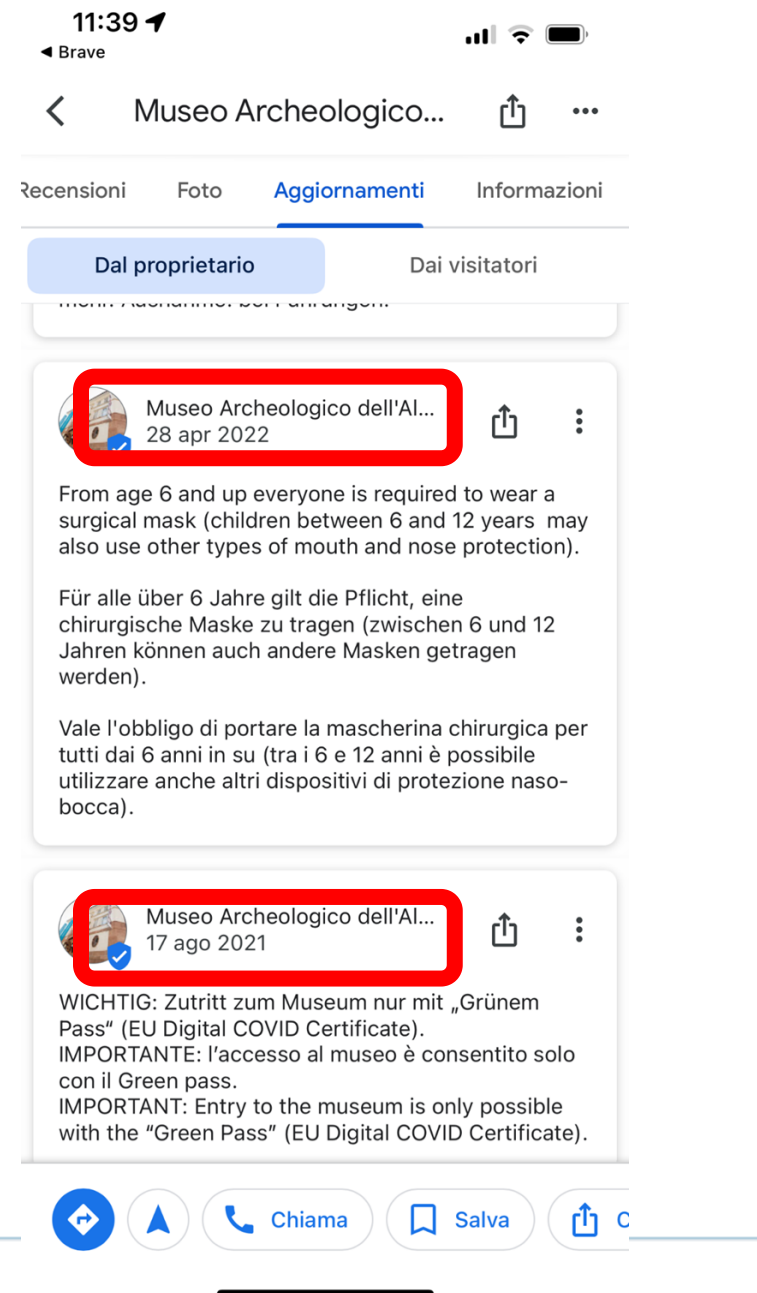 11:39
◀ Brave
Museo Archeologico...
Recensioni Foto Aggiornamenti Informazioni
Dal proprietario Dai visitatori
Museo Archeologico dell'Al...
28 apr 2022
From age 6 and up everyone is required to wear a
surgical mask (children between 6 and 12 years may
also use other types of mouth and nose protection).
Für alle über 6 Jahre gilt die Pflicht, eine
chirurgische Maske zu tragen (zwischen 6 und 12
Jahren können auch andere Masken getragen
werden).
Vale l'obbligo di portare la mascherina chirurgica per
tutti dai 6 anni in su (tra i 6 e 12 anni è possibile
utilizzare anche altri dispositivi di protezione naso-
bocca).
Museo Archeologico dell'Al...
17 ago 2021
WICHTIG: Zutritt zum Museum nur mit „Grünem
Pass“ (EU Digital COVID Certificate).
IMPORTANTE: l’accesso al museo è consentito solo
con il Green pass.
IMPORTANT: Entry to the museum is only possible
with the “Green Pass” (EU Digital COVID Certificate).
Chiama Salva